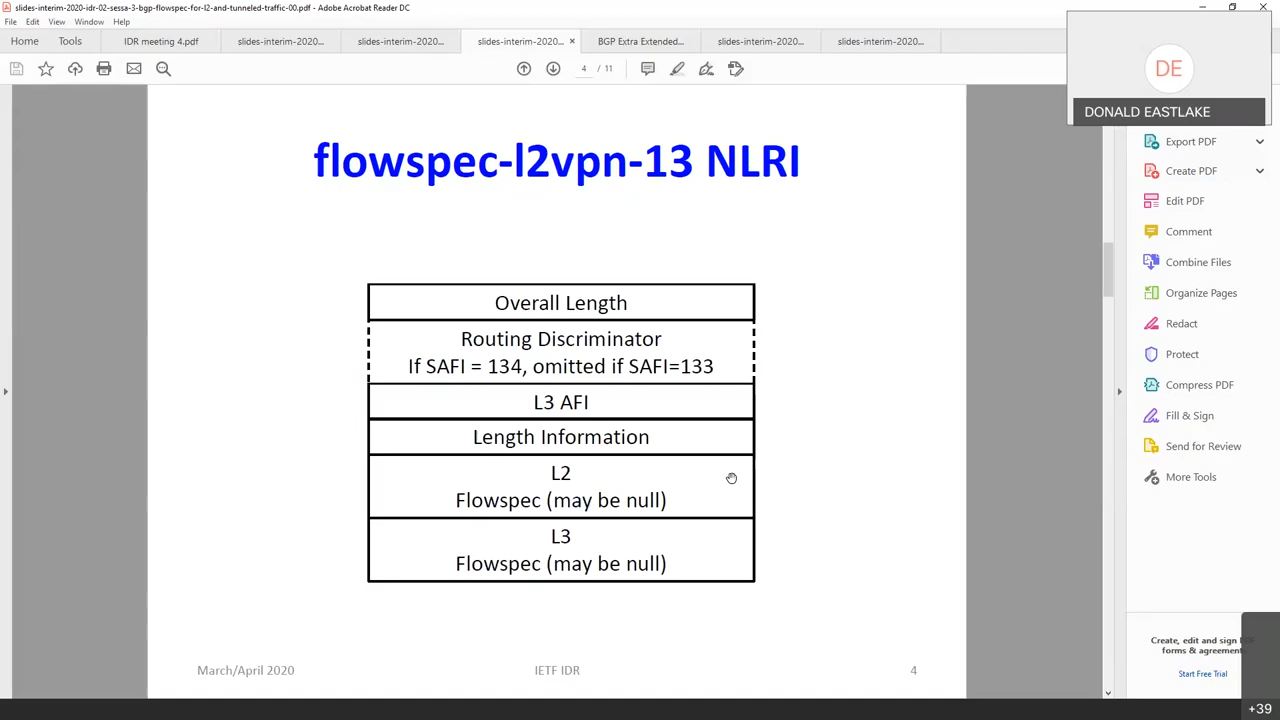 slides-interim-2020-idr-02-sessa-3-bgp-flowspec-for-l2-and-tunneled-traffic-00.pdf - Adobe Acrobat Reader DC
File Edit View Window Help
Home Tools IDR meeting 4.pdf slides-interim-2020... slides-interim-2020... slides-interim-2020... × BGP Extra Extended... slides-interim-2020... slides-interim-2020...
4 / 11
DE
DONALD EASTLAKE
flowspec-l2vpn-13 NLRI
Overall Length
Routing Discriminator
If SAFI = 134, omitted if SAFI=133
L3 AFI
Length Information
L2
Flowspec (may be null)
L3
Flowspec (may be null)
March/April 2020 IETF IDR 4
Export PDF
Create PDF
Edit PDF
Comment
Combine Files
Organize Pages
Redact
Protect
Compress PDF
Fill & Sign
Send for Review
More Tools
Create, edit and sign
forms & agreements
Start Free Trial
+39